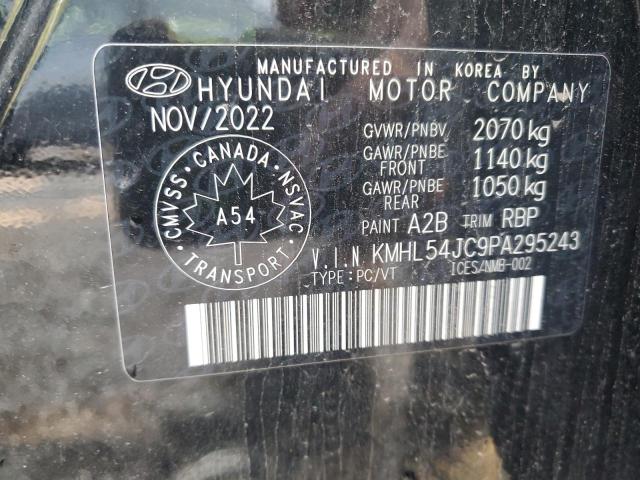 MANUFACTURED IN KOREA BY
HYUNDAI MOTOR COMPANY
NOV/2022
GVWR/PNBV 2070 kg
GAWR/PNBE FRONT 1140 kg
GAWR/PNBE REAR 1050 kg
PAINT A2B TRIM RBP
V.I.N KMHL54JC9PA295243
TYPE : PC/VT ICES/NMB-002
CMVSS · CANADA · NSVAC
A54
TRANSPORT